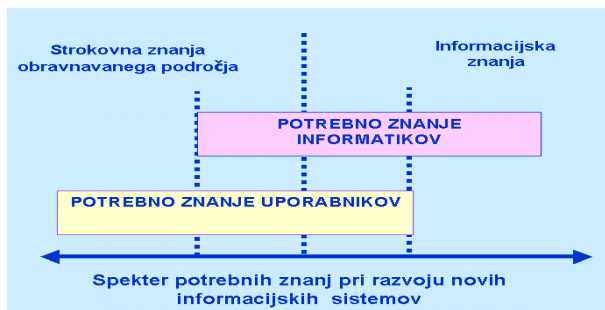 Strokovna znanja
obravnavanega področja
Informacijska
znanja
POTREBNO ZNANJE
INFORMATIKOV
POTREBNO ZNANJE UPORABNIKOV
Spekter potrebnih znanj pri razvoju novih
informacijskih sistemov